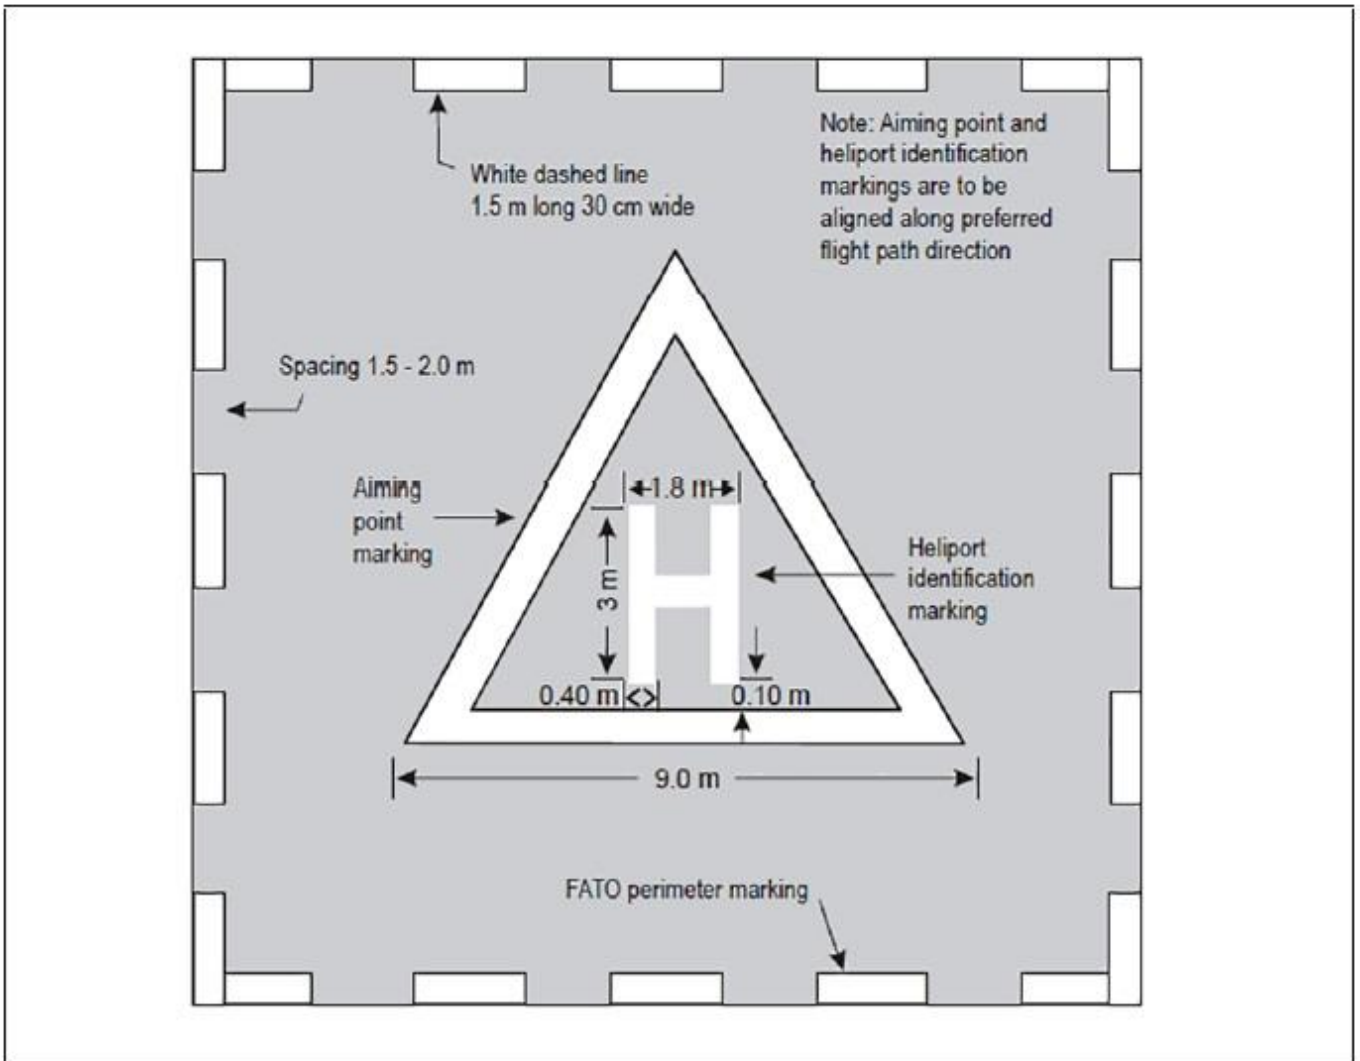 Note: Aiming point and
heliport identification
markings are to be
aligned along preferred
flight path direction
White dashed line
1.5 m long 30 cm wide
Spacing 1.5 - 2.0 m
Aiming
point
marking
1.8 m
3 m
H
Heliport
identification
marking
0.40 m
0.10 m
9.0 m
FATO perimeter marking